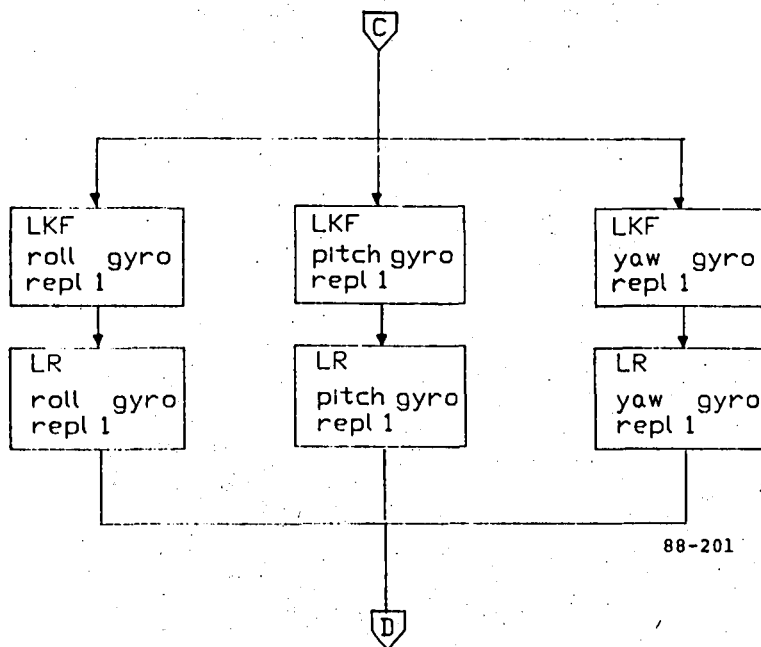 C
LKF
roll gyro
repl 1
LKF
pitch gyro
repl 1
LKF
yaw gyro
repl 1
LR
roll gyro
repl 1
LR
pitch gyro
repl 1
LR
yaw gyro
repl 1
88-201
D